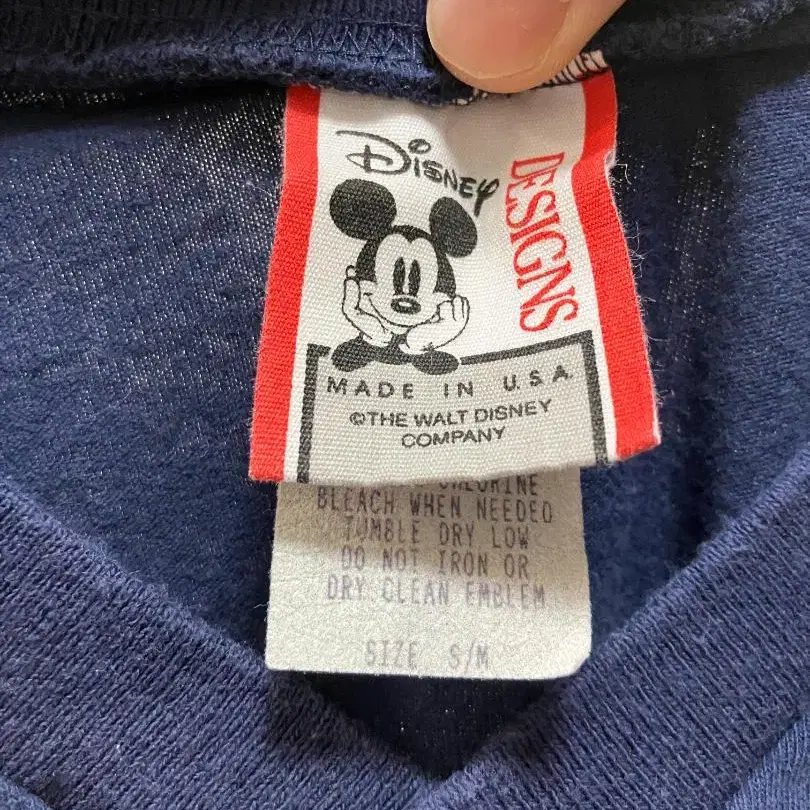 Disney
DESIGNS
MADE IN U.S.A.
©THE WALT DISNEY
COMPANY
CHLORINE
BLEACH WHEN NEEDED
TUMBLE DRY LOW
DO NOT IRON OR
DRY CLEAN EMBLEM
SIZE S/M